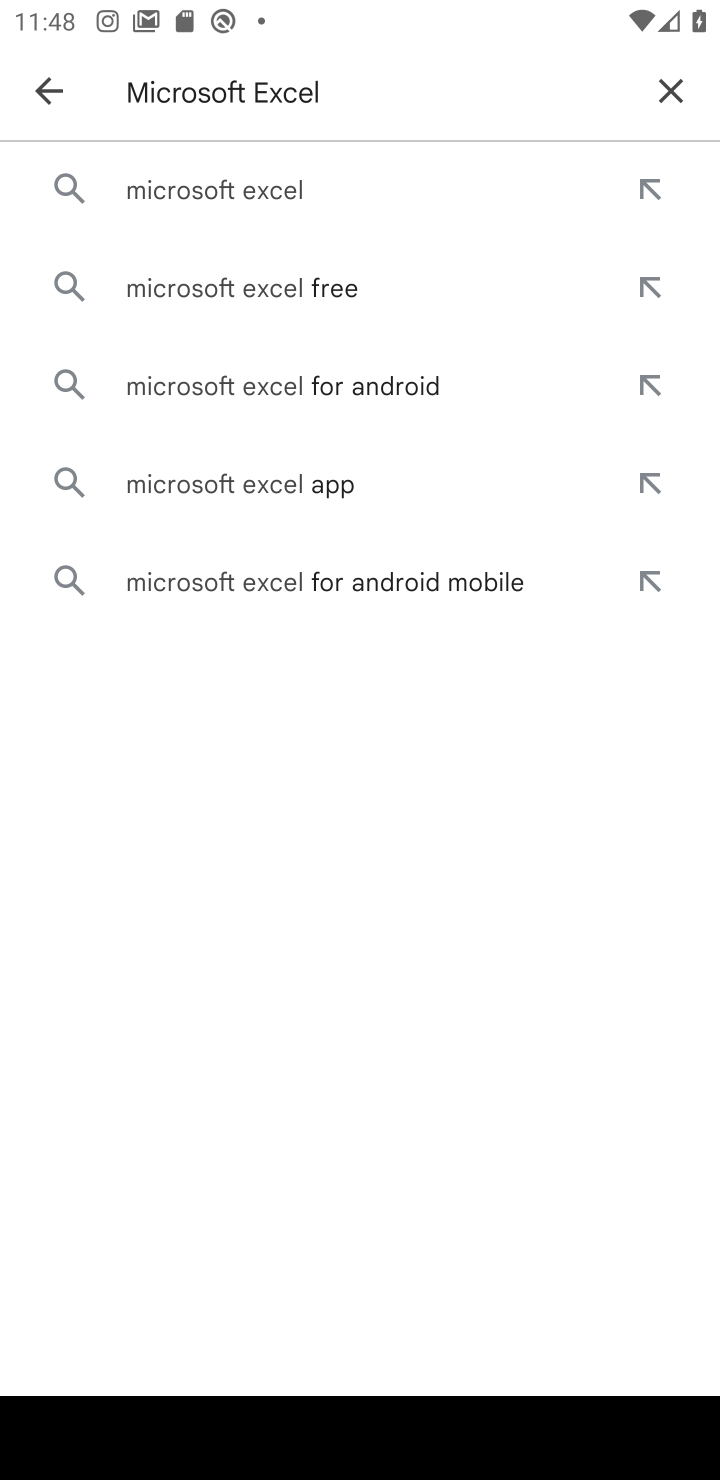 11:48
Microsoft Excel
microsoft excel
microsoft excel free
microsoft excel for android
microsoft excel app
microsoft excel for android mobile